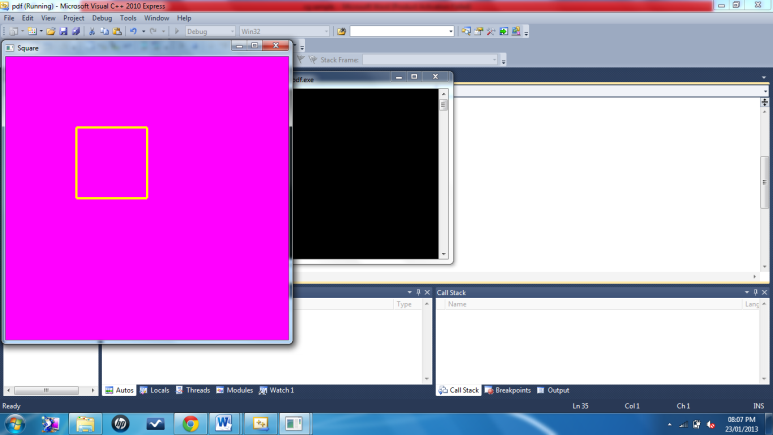 pdf (Running) - Microsoft Visual C++ 2010 Express
File Edit View Project Debug Tools Window Help
Debug Win32
Square
Stack Frame:
pdf.exe
Call Stack
Type
Name
Lang
Autos Locals Threads Modules Watch 1
Call Stack Breakpoints Output
Ready
Ln 35 Col 1 Ch 1 INS
08:07 PM
23/01/2013